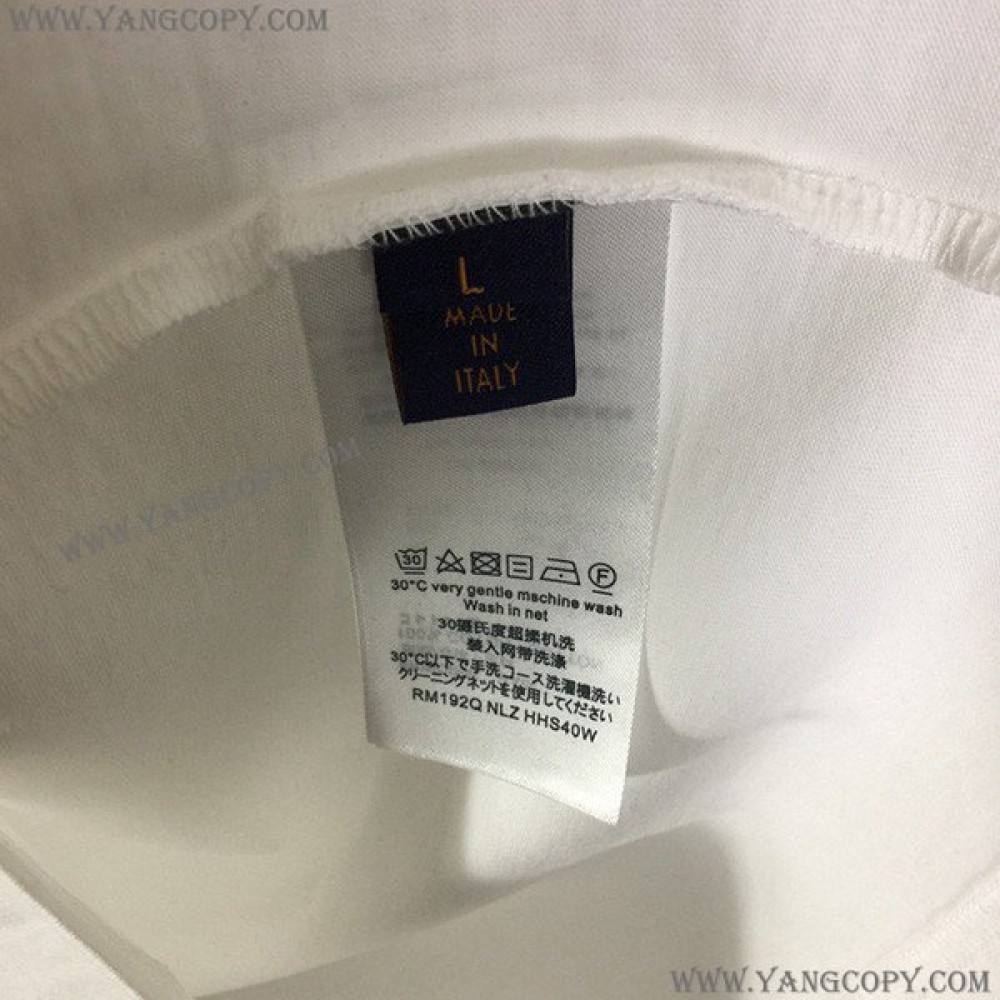 WWW.YANGCOPY.COM
L
MADE
IN
ITALY
WWW.YANGCOPY.COM
30
F
30°C very gentle mschine wash
Wash in net
30摄氏度超揉机洗
装入网带洗涤
30°C以下で手洗コース洗濯機洗い
クリーニングネットを使用してください
RM192Q NLZ HHS40W
WWW.YANGCOPY.COM